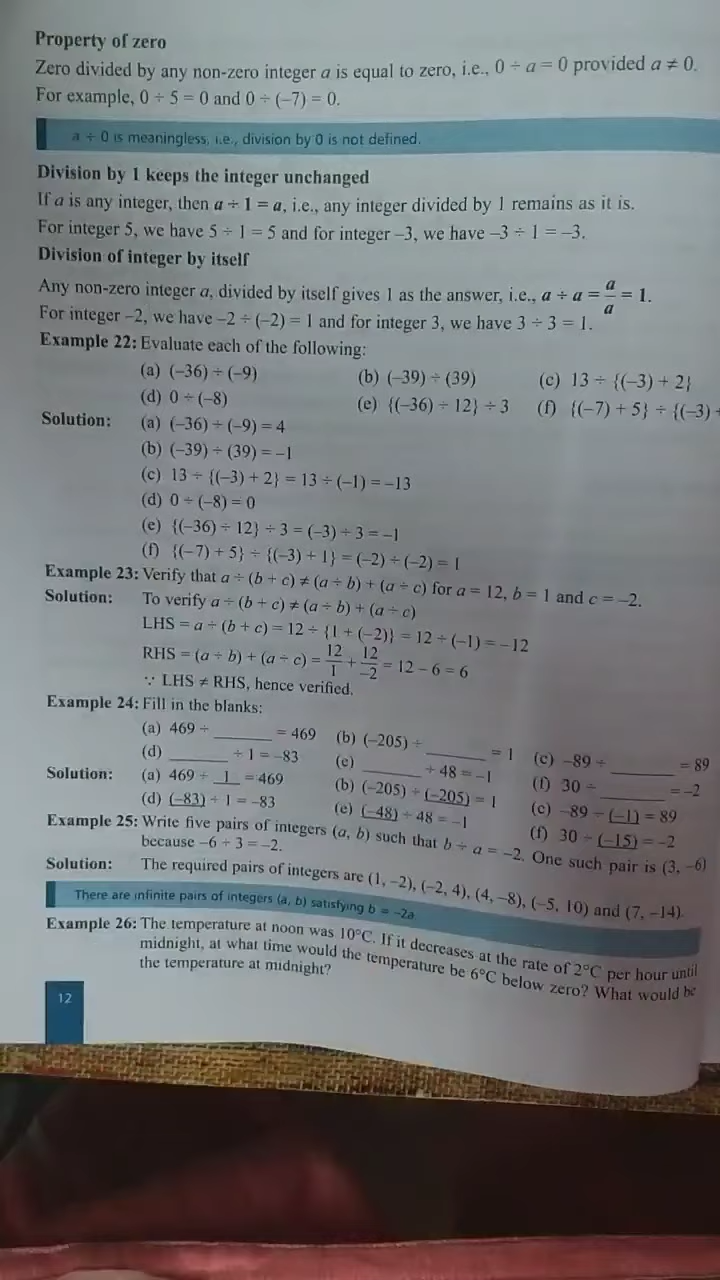 Property of zero
Zero divided by any non-zero integer a is equal to zero, i.e., 0 ÷ a = 0 provided a ≠ 0.
For example, 0 ÷ 5 = 0 and 0 ÷ (–7) = 0.
a ÷ 0 is meaningless, i.e., division by 0 is not defined.
Division by 1 keeps the integer unchanged
If a is any integer, then a ÷ 1 = a, i.e., any integer divided by 1 remains as it is.
For integer 5, we have 5 ÷ 1 = 5 and for integer –3, we have –3 ÷ 1 = –3.
Division of integer by itself
Any non-zero integer a, divided by itself gives 1 as the answer, i.e., a ÷ a = a/a = 1.
For integer –2, we have –2 ÷ (–2) = 1 and for integer 3, we have 3 ÷ 3 = 1.
Example 22: Evaluate each of the following:
(a) (–36) ÷ (–9) (b) (–39) ÷ (39) (c) 13 ÷ {(–3) + 2}
(d) 0 ÷ (–8) (e) {(–36) ÷ 12} ÷ 3 (f) {(–7) + 5} ÷ {(–3) +
Solution: (a) (–36) ÷ (–9) = 4
(b) (–39) ÷ (39) = –1
(c) 13 ÷ {(–3) + 2} = 13 ÷ (–1) = –13
(d) 0 ÷ (–8) = 0
(e) {(–36) ÷ 12} ÷ 3 = (–3) ÷ 3 = –1
(f) {(–7) + 5} ÷ {(–3) + 1} = (–2) ÷ (–2) = 1
Example 23: Verify that a ÷ (b + c) ≠ (a ÷ b) + (a ÷ c) for a = 12, b = 1 and c = –2.
Solution: To verify a ÷ (b + c) ≠ (a ÷ b) + (a ÷ c)
LHS = a ÷ (b + c) = 12 ÷ {1 + (–2)} = 12 ÷ (–1) = –12
RHS = (a ÷ b) + (a ÷ c) = 12/1 + 12/–2 = 12 – 6 = 6
∵ LHS ≠ RHS, hence verified.
Example 24: Fill in the blanks:
(a) 469 ÷ ______ = 469 (b) (–205) ÷ ______ = 1 (c) –89 ÷ ______ = 89
(d) ______ ÷ 1 = –83 (e) ______ ÷ 48 = –1 (f) 30 ÷ ______ = –2
Solution: (a) 469 ÷ 1 = 469 (b) (–205) ÷ (–205) = 1 (c) –89 ÷ (–1) = 89
(d) (–83) ÷ 1 = –83 (e) (–48) ÷ 48 = –1 (f) 30 ÷ (–15) = –2
Example 25: Write five pairs of integers (a, b) such that b ÷ a = –2. One such pair is (3, –6)
because –6 ÷ 3 = –2.
Solution: The required pairs of integers are (1, –2), (–2, 4), (4, –8), (–5, 10) and (7, –14).
There are infinite pairs of integers (a, b) satisfying b = –2a.
Example 26: The temperature at noon was 10°C. If it decreases at the rate of 2°C per hour until
midnight, at what time would the temperature be 6°C below zero? What would be
the temperature at midnight?
12